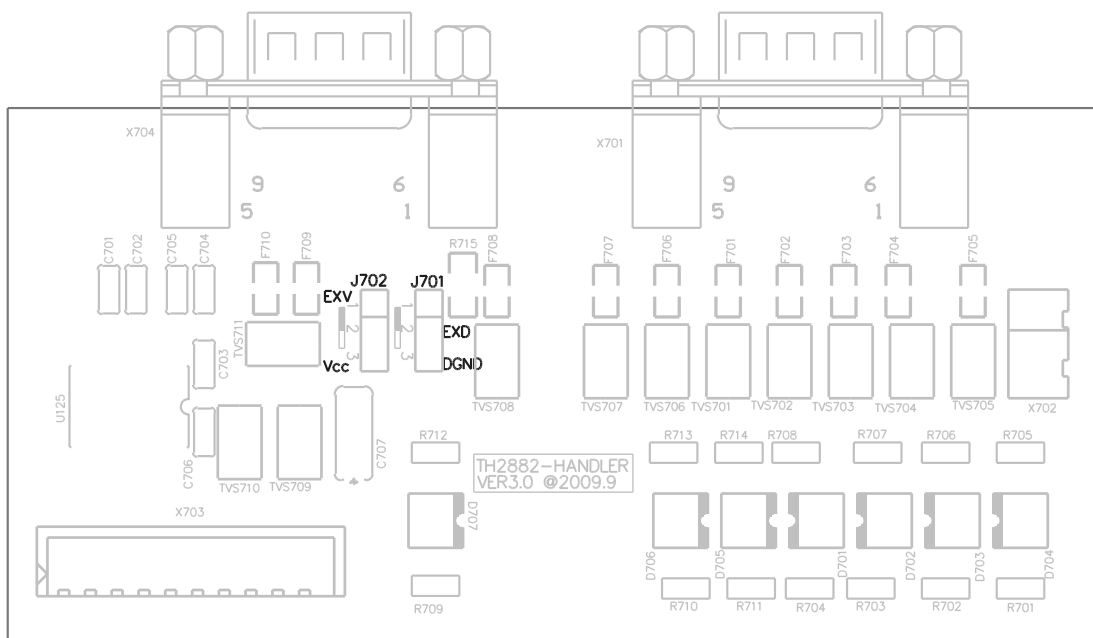 X704
X701
9 6
5 1
9 6
5 1
C701
C702
C705
C704
F710
F709
J702
J701
R715
F708
F707
F706
F701
F702
F703
F704
F705
EXV
1
2
3
1
2
3
EXD
Vcc
DGND
TVS711
C703
U125
TVS708
TVS707
TVS706
TVS701
TVS702
TVS703
TVS704
TVS705
X702
C706
TVS710
TVS709
C707
R712
R713
R714
R708
R707
R706
R705
TH2882-HANDLER
VER3.0 @2009.9
X703
D707
D706
D705
D701
D702
D703
D704
R709
R710
R711
R704
R703
R702
R701